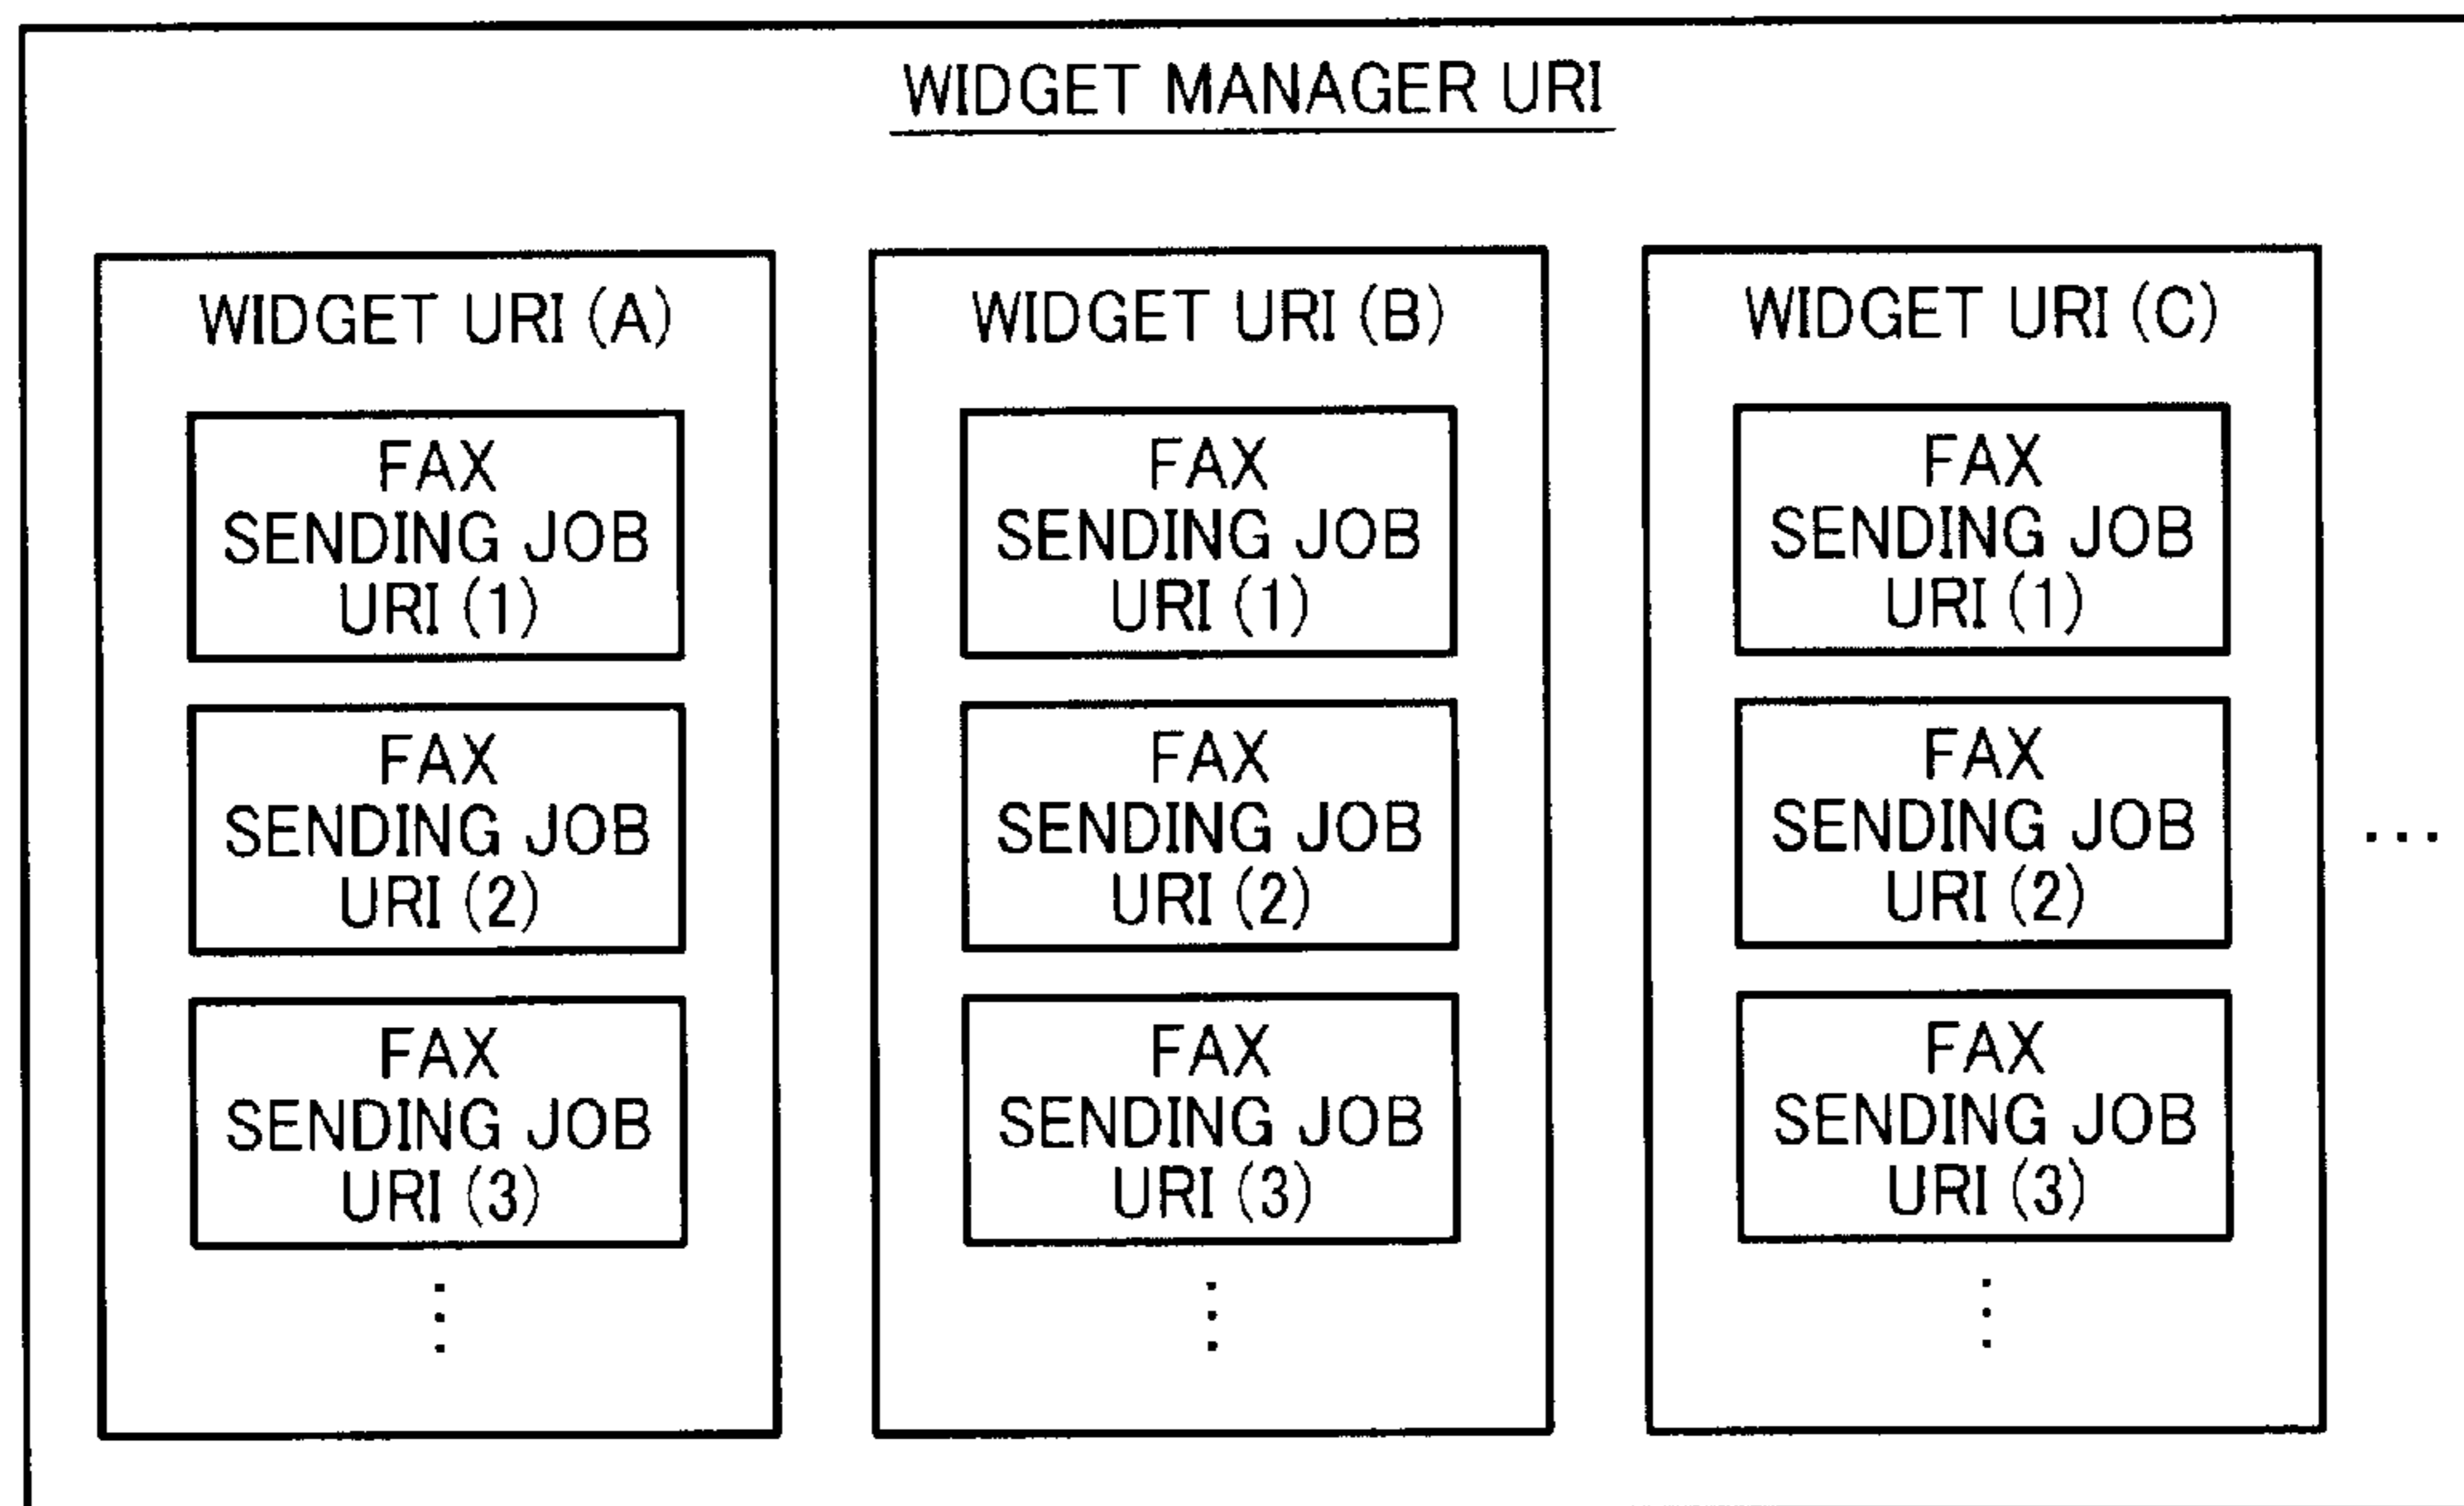 WIDGET MANAGER URI
WIDGET URI (A)
FAX
SENDING JOB
URI (1)
FAX
SENDING JOB
URI (2)
FAX
SENDING JOB
URI (3)
⋮
WIDGET URI (B)
FAX
SENDING JOB
URI (1)
FAX
SENDING JOB
URI (2)
FAX
SENDING JOB
URI (3)
⋮
WIDGET URI (C)
FAX
SENDING JOB
URI (1)
FAX
SENDING JOB
URI (2)
FAX
SENDING JOB
URI (3)
⋮
...